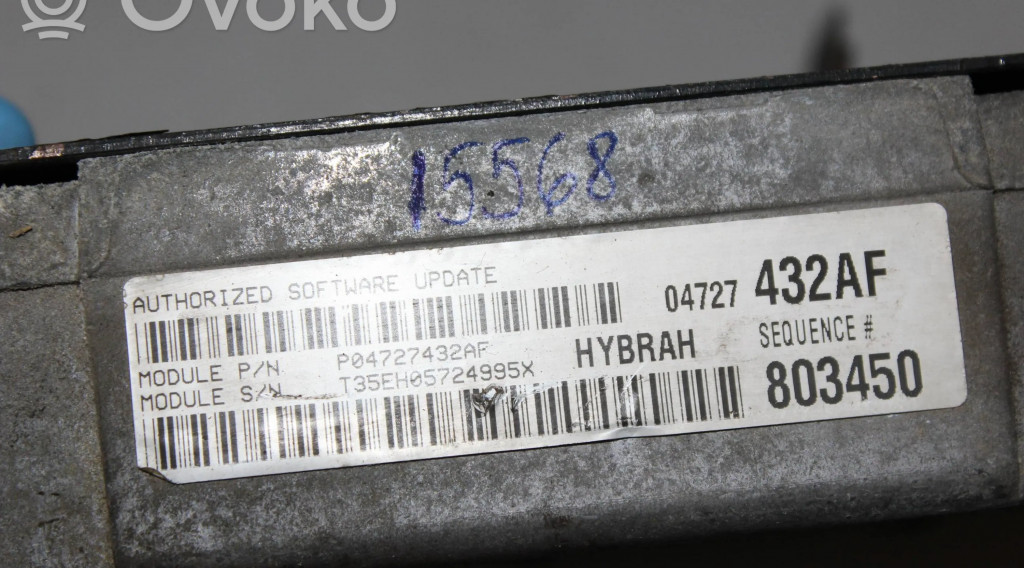 OVOKO
15568
AUTHORIZED SOFTWARE UPDATE
04727 432AF
MODULE P/N P04727432AF
HYBRAH
SEQUENCE #
MODULE S/N T35EH05724995X
803450